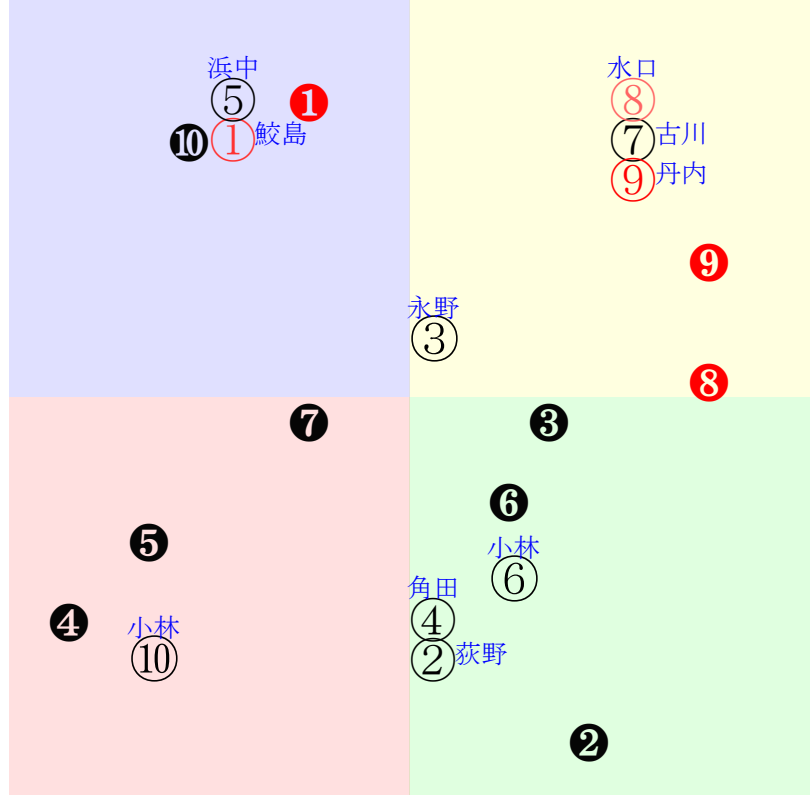 浜中
⑤ ❶
❿ ① 鮫島
水口
⑧
⑦ 古川
⑨ 丹内
❾
永野
③
❽
❼
❸
❻
❺
小林
⑥
角田
④
② 荻野
❹
小林
⑩
❷